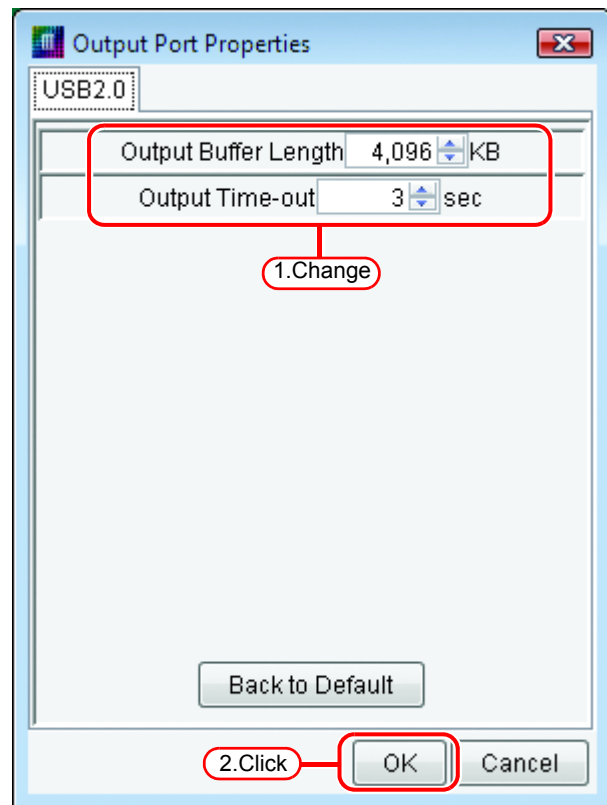 Output Port Properties
USB2.0
Output Buffer Length 4,096 KB
Output Time-out 3 sec
1.Change
Back to Default
2.Click OK Cancel